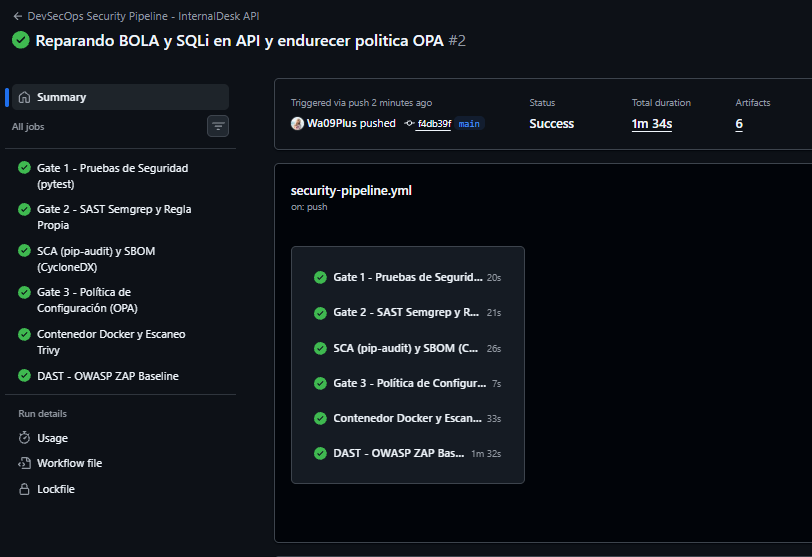 ← DevSecOps Security Pipeline - InternalDesk API
Reparando BOLA y SQLi en API y endurecer politica OPA #2
Summary
All jobs
Gate 1 - Pruebas de Seguridad
(pytest)
Gate 2 - SAST Semgrep y Regla
Propia
SCA (pip-audit) y SBOM
(CycloneDX)
Gate 3 - Política de
Configuración (OPA)
Contenedor Docker y Escaneo
Trivy
DAST - OWASP ZAP Baseline
Run details
Usage
Workflow file
Lockfile
Triggered via push 2 minutes ago
Wa09Plus pushed f4db39f main
Status
Success
Total duration
1m 34s
Artifacts
6
security-pipeline.yml
on: push
Gate 1 - Pruebas de Segurid... 20s
Gate 2 - SAST Semgrep y R... 21s
SCA (pip-audit) y SBOM (C... 26s
Gate 3 - Política de Configur... 7s
Contenedor Docker y Escan... 33s
DAST - OWASP ZAP Bas... 1m 32s